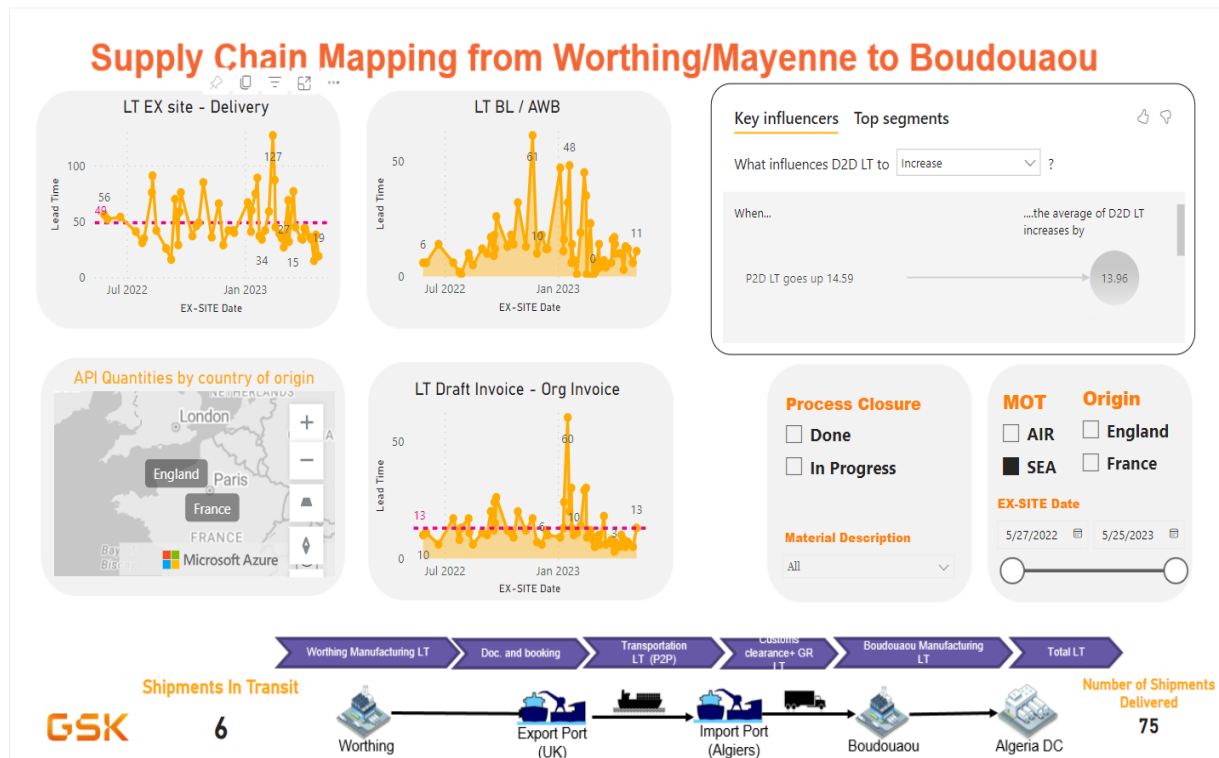 Supply Chain Mapping from Worthing/Mayenne to Boudouaou
LT EX site - Delivery
Lead Time
100
50
0
56
49
127
27
34
15
19
Jul 2022
Jan 2023
EX-SITE Date
LT BL / AWB
Lead Time
50
0
6
61
10
48
0
11
Jul 2022
Jan 2023
EX-SITE Date
Key influencers
Top segments
What influences D2D LT to
Increase
?
When...
....the average of D2D LT
increases by
P2D LT goes up 14.59
13.96
API Quantities by country of origin
NETHERLANDS
London
England
Paris
France
FRANCE
Microsoft Azure
LT Draft Invoice - Org Invoice
Lead Time
50
0
13
10
6
60
10
3
13
Jul 2022
Jan 2023
EX-SITE Date
Process Closure
Done
In Progress
Material Description
All
MOT
AIR
SEA
Origin
England
France
EX-SITE Date
5/27/2022
5/25/2023
Worthing Manufacturing LT
Doc. and booking
Transportation
LT (P2P)
Customs
clearance+ GR
LT
Boudouaou Manufacturing
LT
Total LT
Shipments In Transit
6
Number of Shipments
Delivered
75
GSK
Worthing
Export Port
(UK)
Import Port
(Algiers)
Boudouaou
Algeria DC